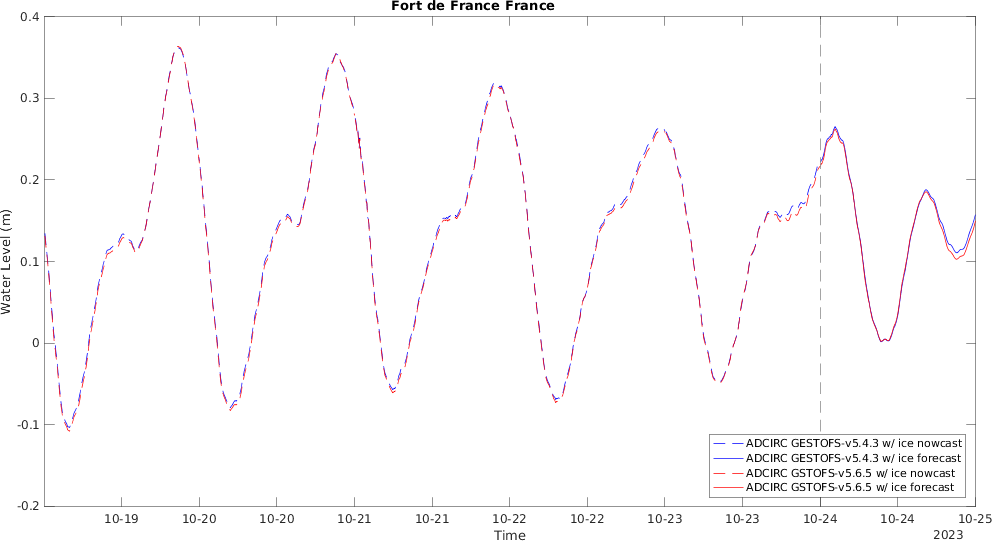 Fort de France France
Water Level (m)
0.4
0.3
0.2
0.1
0
-0.1
-0.2
ADCIRC GESTOFS-v5.4.3 w/ ice nowcast
ADCIRC GESTOFS-v5.4.3 w/ ice forecast
ADCIRC GSTOFS-v5.6.5 w/ ice nowcast
ADCIRC GSTOFS-v5.6.5 w/ ice forecast
10-19 10-20 10-20 10-21 10-21 10-22 10-22 10-23 10-23 10-24 10-24 10-25
Time
2023